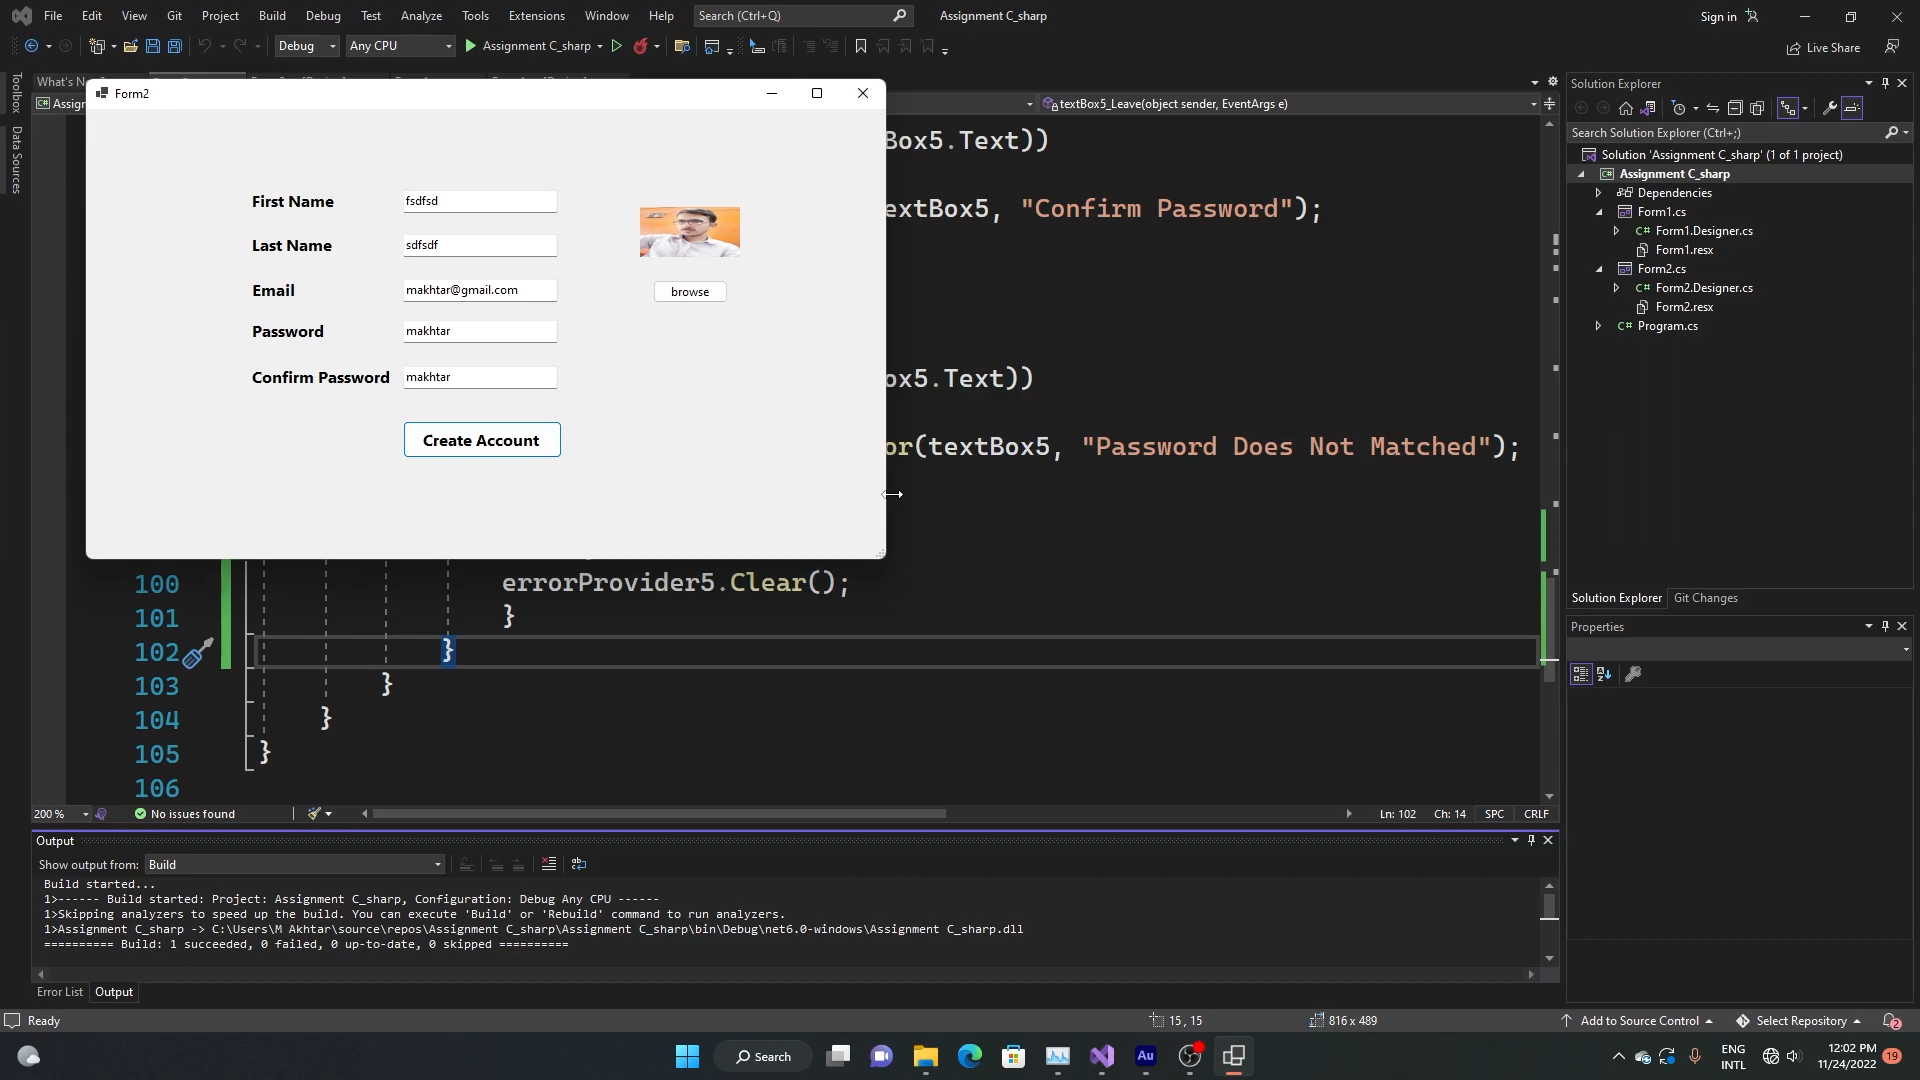 File Edit View Git Project Build Debug Test Analyze Tools Extensions Window Help Search (Ctrl+Q) Assignment C_sharp Sign in
Debug Any CPU Assignment C_sharp Live Share
Toolbox
Data Sources
What's N
Assign
textBox5_Leave(object sender, EventArgs e)
Form2
First Name fsdfsd
Last Name sdfsdf
Email makhtar@gmail.com
browse
Password makhtar
Confirm Password makhtar
Create Account
Box5.Text))
extBox5, "Confirm Password");
ox5.Text))
or(textBox5, "Password Does Not Matched");
100 errorProvider5.Clear();
101 }
102 }
103 }
104 }
105 }
106
200 % No issues found Ln: 102 Ch: 14 SPC CRLF
Output
Show output from: Build
Build started...
1>------ Build started: Project: Assignment C_sharp, Configuration: Debug Any CPU ------
1>Skipping analyzers to speed up the build. You can execute 'Build' or 'Rebuild' command to run analyzers.
1>Assignment C_sharp -> C:\Users\M Akhtar\source\repos\Assignment C_sharp\Assignment C_sharp\bin\Debug\net6.0-windows\Assignment C_sharp.dll
========== Build: 1 succeeded, 0 failed, 0 up-to-date, 0 skipped ==========
Error List Output
Solution Explorer
Search Solution Explorer (Ctrl+;)
Solution 'Assignment C_sharp' (1 of 1 project)
C# Assignment C_sharp
Dependencies
Form1.cs
C# Form1.Designer.cs
Form1.resx
Form2.cs
C# Form2.Designer.cs
Form2.resx
C# Program.cs
Solution Explorer Git Changes
Properties
Ready 15 , 15 816 x 489 Add to Source Control Select Repository 2
Search Au ENG INTL 12:02 PM 11/24/2022 19